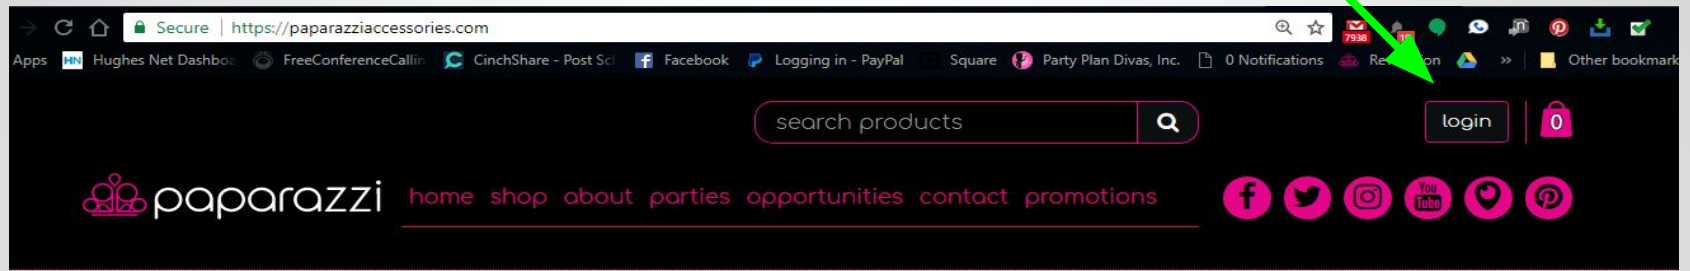 Secure | https://paparazziaccessories.com
7938
Apps HN Hughes Net Dashboa FreeConferenceCallin CinchShare - Post Sc Facebook Logging in - PayPal Square Party Plan Divas, Inc. 0 Notifications on » Other bookmark
search products login 0
paparazzi home shop about parties opportunities contact promotions You Tube